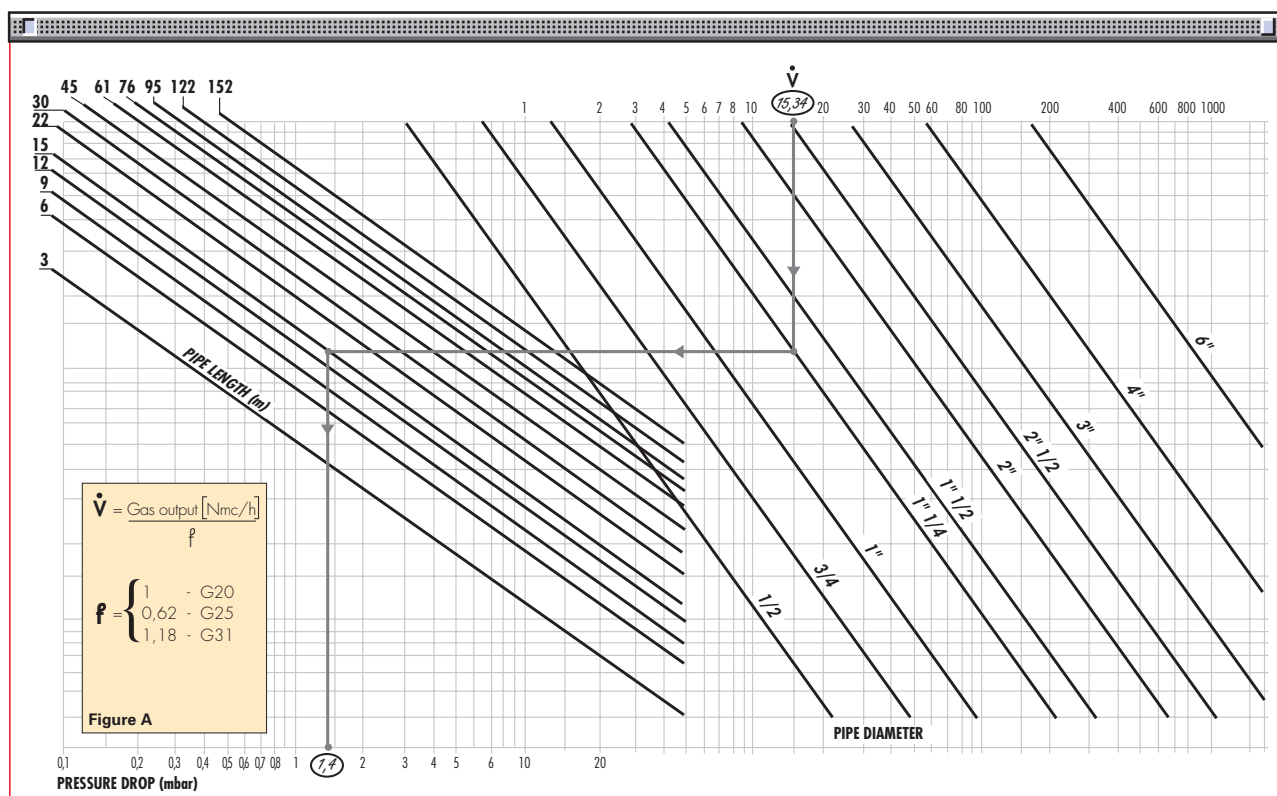 V̇
45 61 76 95 122 152
30
22
15
12
9
6
3
1 2 3 4 5 6 7 8 10 15,34 20 30 40 50 60 80 100 200 400 600 800 1000
PIPE LENGTH (m)
6"
4"
3"
2" 1/2
2"
1" 1/2
1" 1/4
1"
3/4
1/2
V̇ = Gas output [Nmc/h]
f
f = { 1 - G20
0,62 - G25
1,18 - G31
Figure A
PIPE DIAMETER
0,1 0,2 0,3 0,4 0,5 0,6 0,7 0,8 1 1,4 2 3 4 5 6 10 20
PRESSURE DROP (mbar)